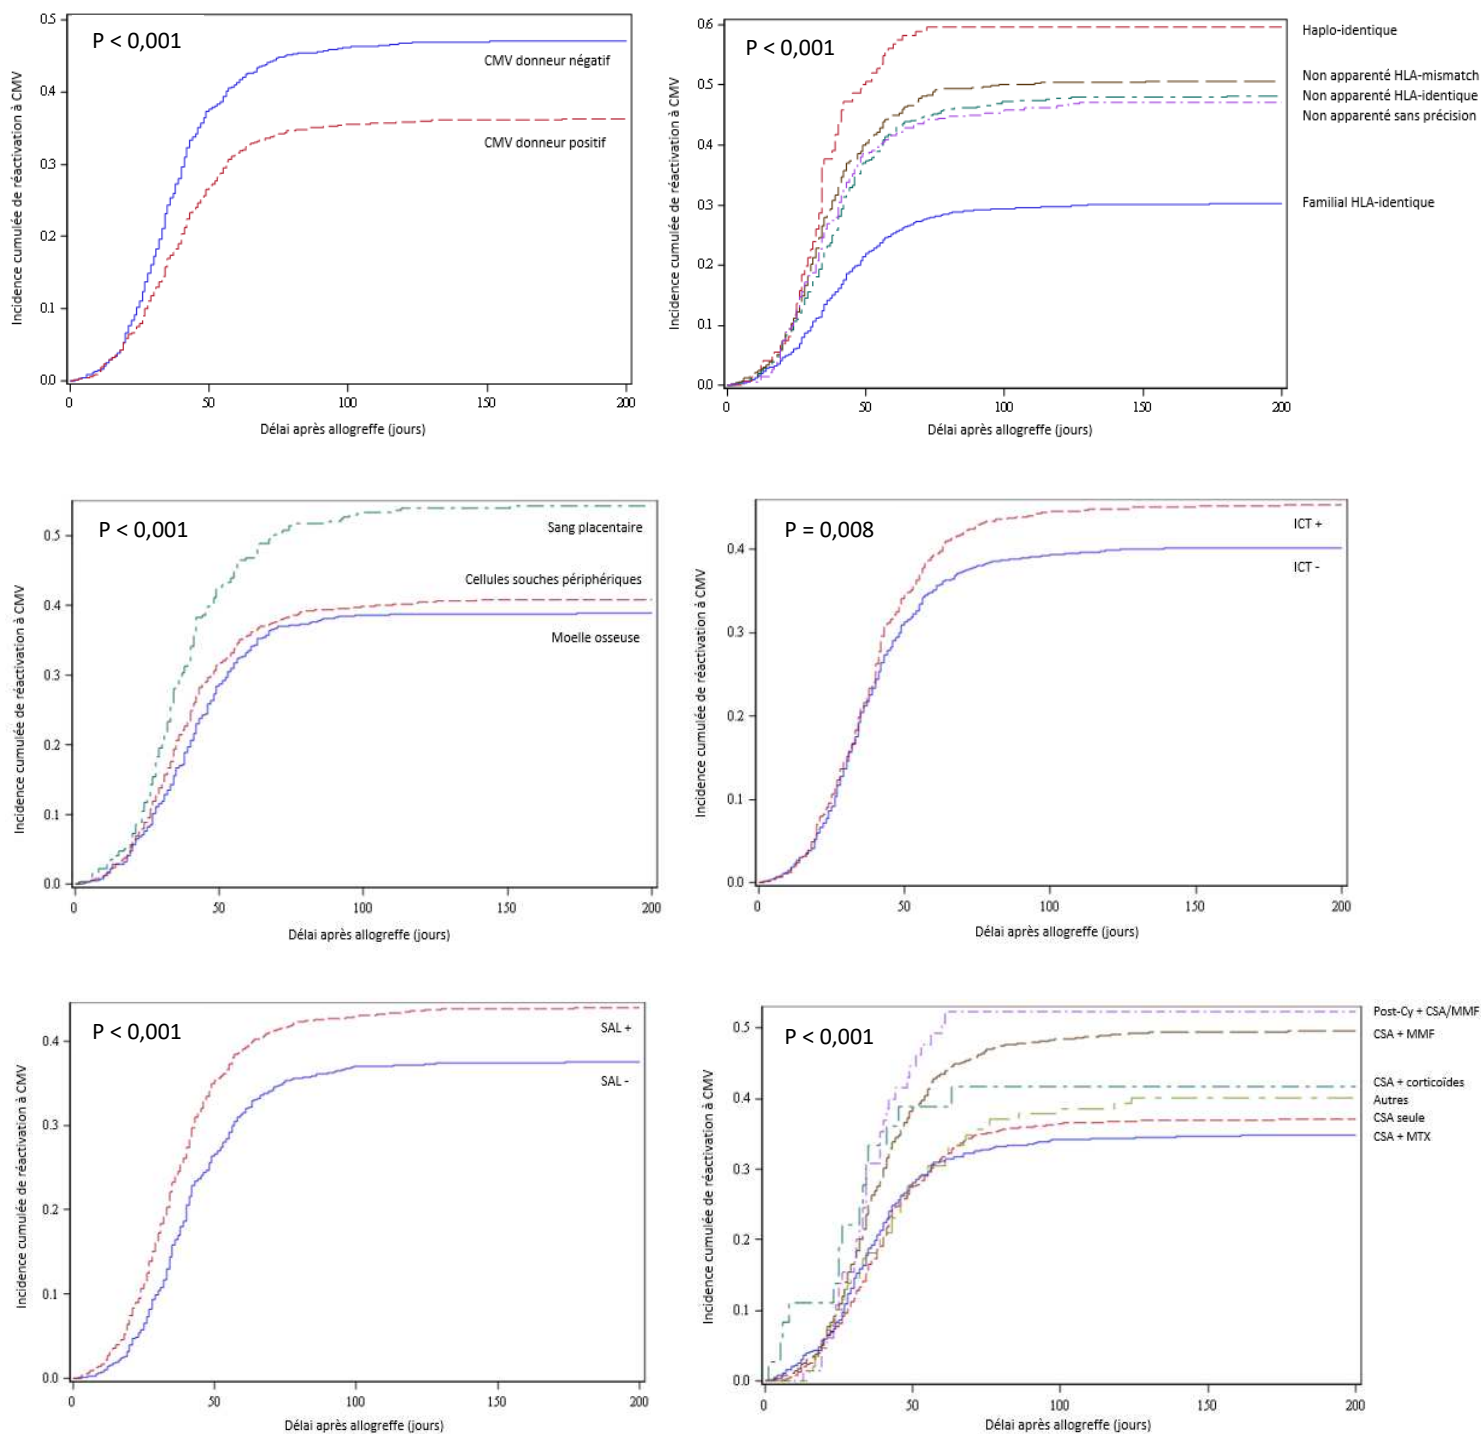 P < 0,001
Incidence cumulée de réactivation à CMV
0.5
0.4
0.3
0.2
0.1
0.0
CMV donneur négatif
CMV donneur positif
0 50 100 150 200
Délai après allogreffe (jours)
P < 0,001
Incidence cumulée de réactivation à CMV
0.6
0.5
0.4
0.3
0.2
0.1
0.0
Haplo-identique
Non apparenté HLA-mismatch
Non apparenté HLA-identique
Non apparenté sans précision
Familial HLA-identique
0 50 100 150 200
Délai après allogreffe (jours)
P < 0,001
Incidence cumulée de réactivation à CMV
0.5
0.4
0.3
0.2
0.1
0.0
Sang placentaire
Cellules souches périphériques
Moelle osseuse
0 50 100 150 200
Délai après allogreffe (jours)
P = 0,008
Incidence cumulée de réactivation à CMV
0.4
0.3
0.2
0.1
0.0
ICT +
ICT -
0 50 100 150 200
Délai après allogreffe (jours)
P < 0,001
Incidence cumulée de réactivation à CMV
0.4
0.3
0.2
0.1
0.0
SAL +
SAL -
0 50 100 150 200
Délai après allogreffe (jours)
P < 0,001
Incidence cumulée de réactivation à CMV
0.5
0.4
0.3
0.2
0.1
0.0
Post-Cy + CSA/MMF
CSA + MMF
CSA + corticoïdes
Autres
CSA seule
CSA + MTX
0 50 100 150 200
Délai après allogreffe (jours)